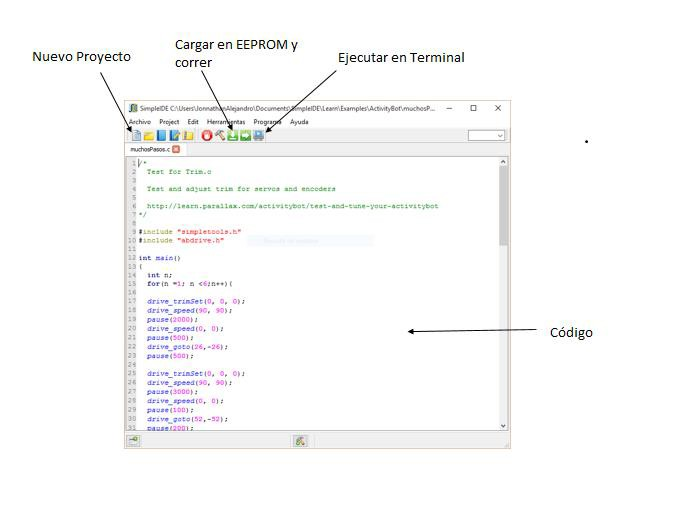 Nuevo Proyecto
Cargar en EEPROM y
correr
Ejecutar en Terminal
SimpleIDE C:\Users\JonnathanAlejandro\Documents\SimpleIDE\Learn\Examples\ActivityBot\muchosP...
Archivo Project Edit Herramientas Programa Ayuda
muchosPasos.c
1 /*
2 Test for Trim.c
3
4 Test and adjust trim for servos and encoders
5
6 http://learn.parallax.com/activitybot/test-and-tune-your-activitybot
7 */
8
9 #include "simpletools.h"
10 #include "abdrive.h"
11
12 int main()
13 {
14 int n;
15 for(n =1; n <6;n++){
16
17 drive_trimSet(0, 0, 0);
18 drive_speed(90, 90);
19 pause(2000);
20 drive_speed(0, 0);
21 pause(500);
22 drive_goto(26,-26);
23 pause(500);
24
25 drive_trimSet(0, 0, 0);
26 drive_speed(90, 90);
27 pause(3000);
28 drive_speed(0, 0);
29 pause(100);
30 drive_goto(52,-52);
31 pause(200);
Código